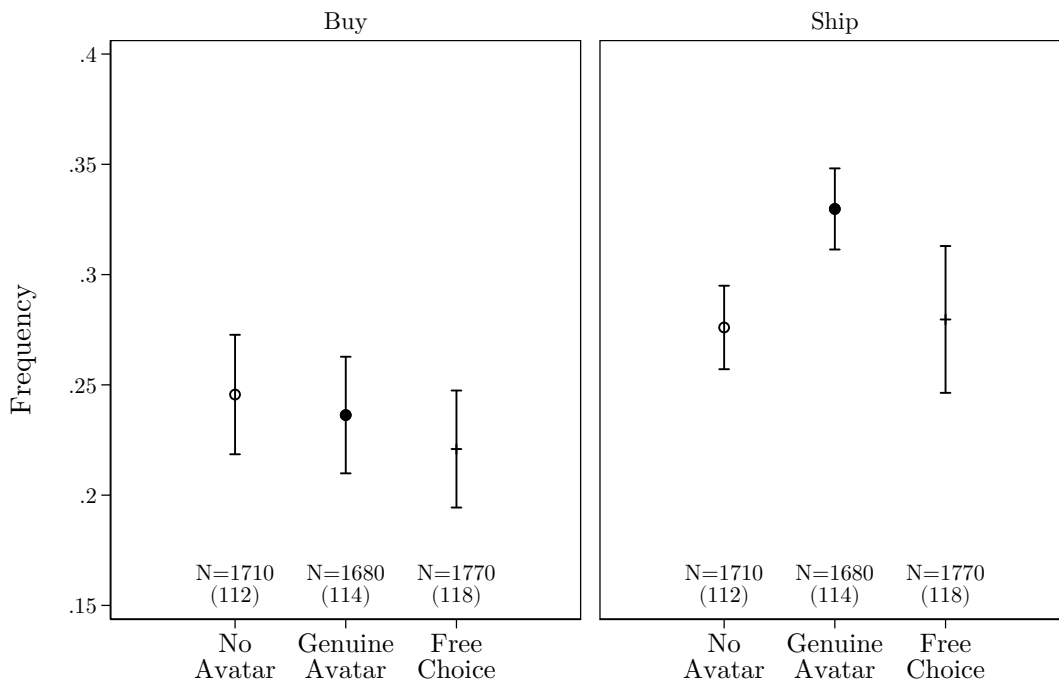 Buy
Ship
Frequency
.4
.35
.3
.25
.2
.15
N=1710
(112)
N=1680
(114)
N=1770
(118)
N=1710
(112)
N=1680
(114)
N=1770
(118)
No
Avatar
Genuine
Avatar
Free
Choice
No
Avatar
Genuine
Avatar
Free
Choice